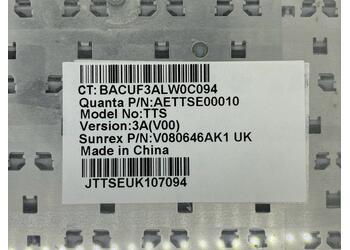 CT: BACUF3ALW0C094
Quanta P/N:AETTSE00010
Model No:TTS
Version:3A(V00)
Sunrex P/N:V080646AK1 UK
Made in China
JTTSEUK107094